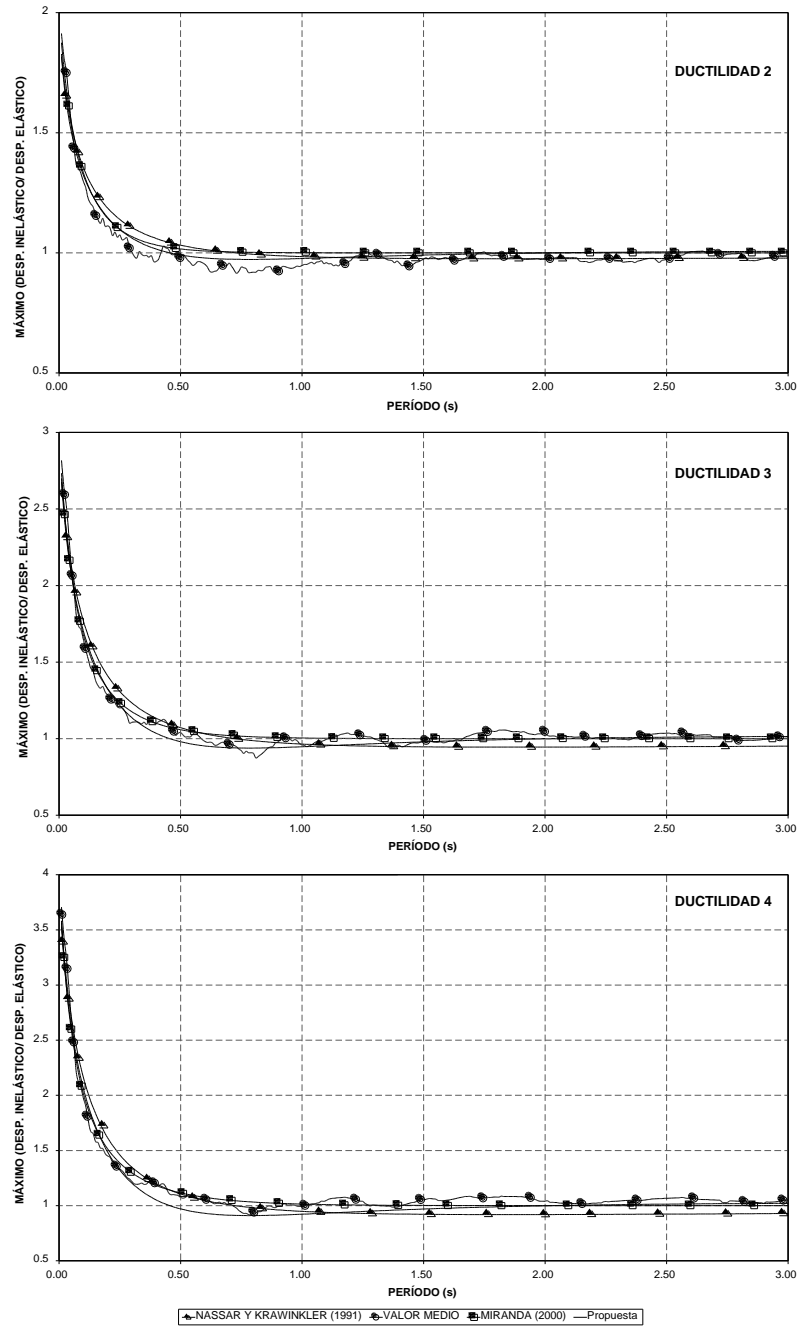 2
DUCTILIDAD 2
1.5
1
0.5
MÁXIMO (DESP. INELÁSTICO/ DESP. ELÁSTICO)
0.00 0.50 1.00 1.50 2.00 2.50 3.00
PERÍODO (s)
3
DUCTILIDAD 3
2.5
2
1.5
1
0.5
MÁXIMO (DESP. INELÁSTICO/ DESP. ELÁSTICO)
0.00 0.50 1.00 1.50 2.00 2.50 3.00
PERÍODO (s)
4
DUCTILIDAD 4
3.5
3
2.5
2
1.5
1
0.5
MÁXIMO (DESP. INELÁSTICO/ DESP. ELÁSTICO)
0.00 0.50 1.00 1.50 2.00 2.50 3.00
PERÍODO (s)
NASSAR Y KRAWINKLER (1991) VALOR MEDIO MIRANDA (2000) Propuesta